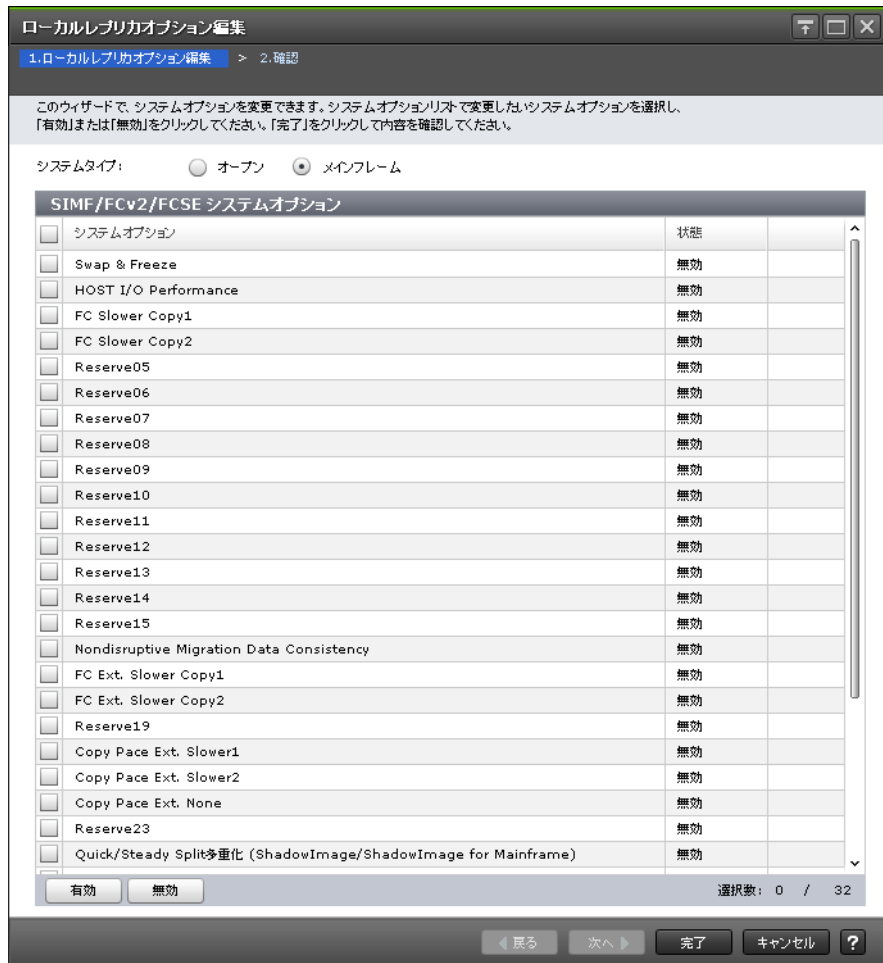 ローカルレプリカオプション編集
1.ローカルレプリカオプション編集 > 2.確認
このウィザードで、システムオプションを変更できます。システムオプションリストで変更したいシステムオプションを選択し、
「有効」または「無効」をクリックしてください。「完了」をクリックして内容を確認してください。
システムタイプ: オープン メインフレーム
SIMF/FCv2/FCSE システムオプション
システムオプション 状態
Swap & Freeze 無効
HOST I/O Performance 無効
FC Slower Copy1 無効
FC Slower Copy2 無効
Reserve05 無効
Reserve06 無効
Reserve07 無効
Reserve08 無効
Reserve09 無効
Reserve10 無効
Reserve11 無効
Reserve12 無効
Reserve13 無効
Reserve14 無効
Reserve15 無効
Nondisruptive Migration Data Consistency 無効
FC Ext. Slower Copy1 無効
FC Ext. Slower Copy2 無効
Reserve19 無効
Copy Pace Ext. Slower1 無効
Copy Pace Ext. Slower2 無効
Copy Pace Ext. None 無効
Reserve23 無効
Quick/Steady Split多重化 (ShadowImage/ShadowImage for Mainframe) 無効
有効 無効 選択数: 0 / 32
戻る 次へ 完了 キャンセル ?